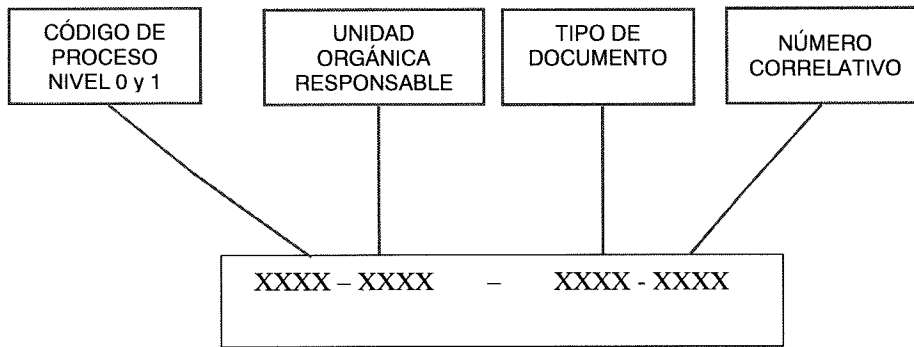 CÓDIGO DE
PROCESO
NIVEL 0 y 1
UNIDAD
ORGÁNICA
RESPONSABLE
TIPO DE
DOCUMENTO
NÚMERO
CORRELATIVO
XXXX – XXXX – XXXX - XXXX